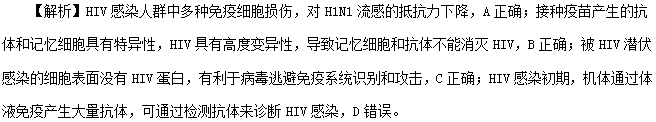 【解析】HIV 感染人群中多种免疫细胞损伤，对 H1N1 流感的抵抗力下降，A 正确；接种疫苗产生的抗
体和记忆细胞具有特异性，HIV 具有高度变异性，导致记忆细胞和抗体不能消灭 HIV，B 正确；被 HIV 潜伏
感染的细胞表面没有 HIV 蛋白，有利于病毒逃避免疫系统识别和攻击，C 正确；HIV 感染初期，机体通过体
液免疫产生大量抗体，可通过检测抗体来诊断 HIV 感染，D 错误。